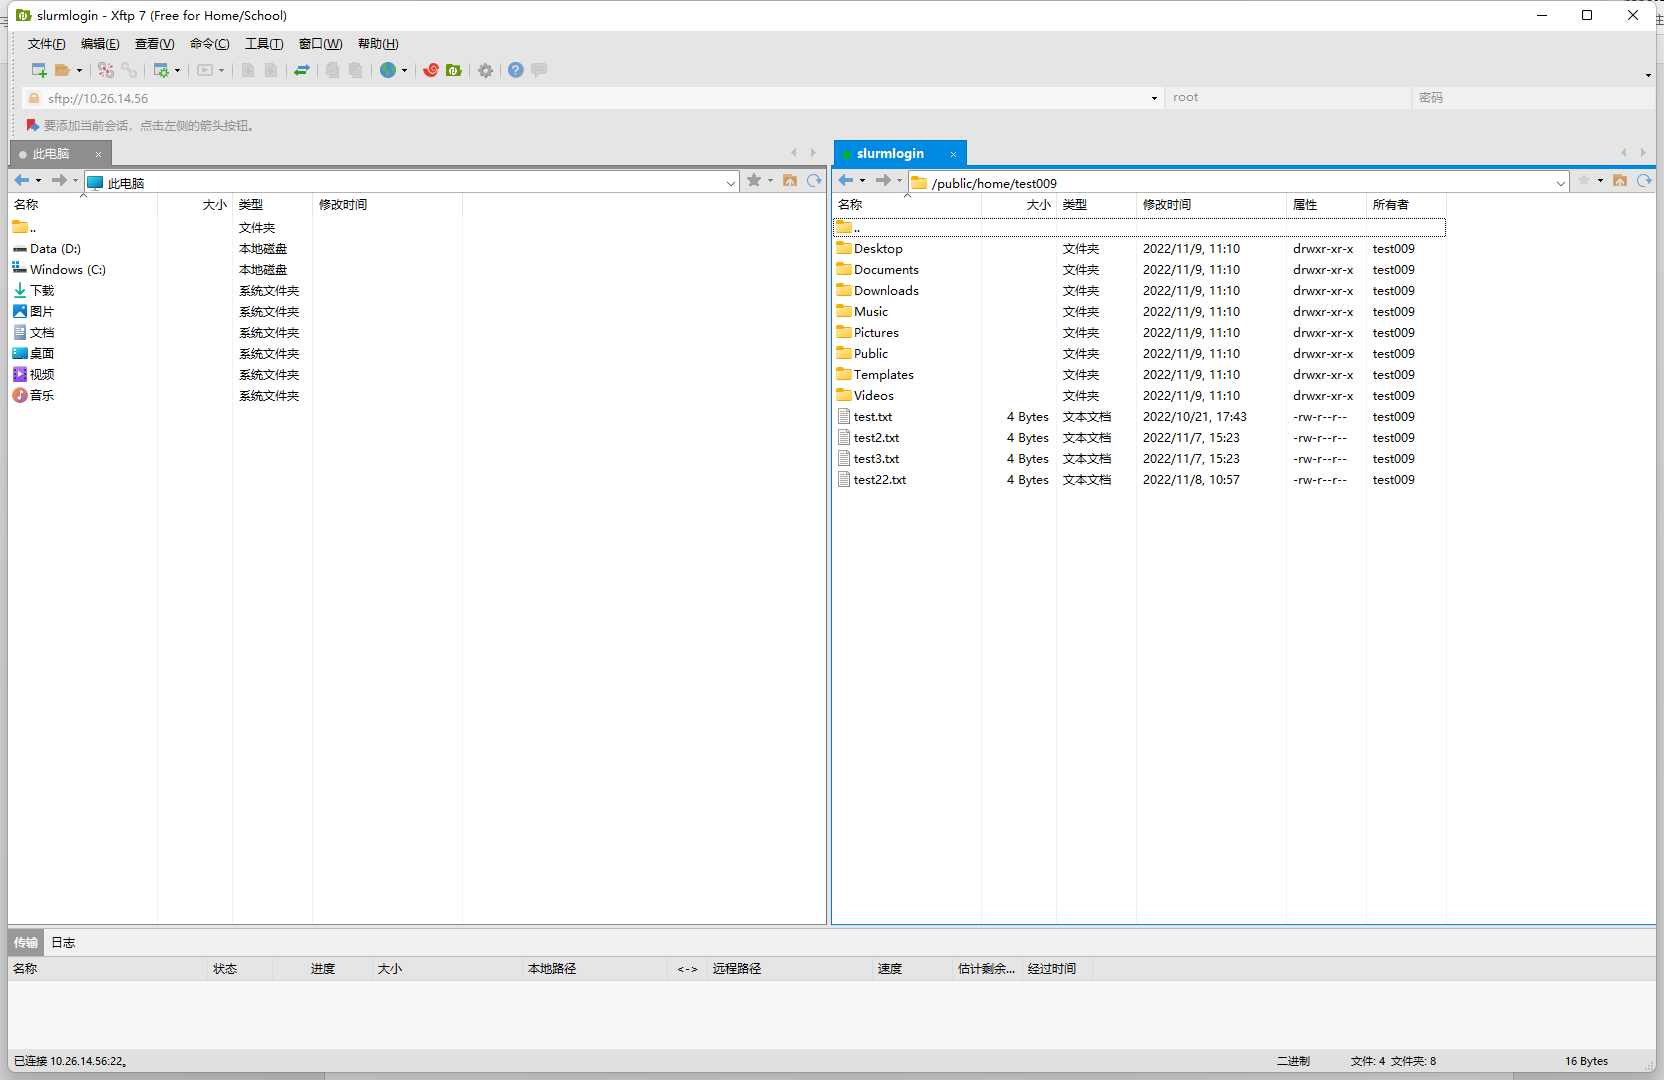 slurmlogin - Xftp 7 (Free for Home/School)
文件(F) 编辑(E) 查看(V) 命令(C) 工具(T) 窗口(W) 帮助(H)
sftp://10.26.14.56 root 密码
要添加当前会话，点击左侧的箭头按钮。
此电脑
此电脑
名称 大小 类型 修改时间
.. 文件夹
Data (D:) 本地磁盘
Windows (C:) 本地磁盘
下载 系统文件夹
图片 系统文件夹
文档 系统文件夹
桌面 系统文件夹
视频 系统文件夹
音乐 系统文件夹
slurmlogin
/public/home/test009
名称 大小 类型 修改时间 属性 所有者
..
Desktop 文件夹 2022/11/9, 11:10 drwxr-xr-x test009
Documents 文件夹 2022/11/9, 11:10 drwxr-xr-x test009
Downloads 文件夹 2022/11/9, 11:10 drwxr-xr-x test009
Music 文件夹 2022/11/9, 11:10 drwxr-xr-x test009
Pictures 文件夹 2022/11/9, 11:10 drwxr-xr-x test009
Public 文件夹 2022/11/9, 11:10 drwxr-xr-x test009
Templates 文件夹 2022/11/9, 11:10 drwxr-xr-x test009
Videos 文件夹 2022/11/9, 11:10 drwxr-xr-x test009
test.txt 4 Bytes 文本文档 2022/10/21, 17:43 -rw-r--r-- test009
test2.txt 4 Bytes 文本文档 2022/11/7, 15:23 -rw-r--r-- test009
test3.txt 4 Bytes 文本文档 2022/11/7, 15:23 -rw-r--r-- test009
test22.txt 4 Bytes 文本文档 2022/11/8, 10:57 -rw-r--r-- test009
传输 日志
名称 状态 进度 大小 本地路径 <-> 远程路径 速度 估计剩余... 经过时间
已连接 10.26.14.56:22。 二进制 文件: 4 文件夹: 8 16 Bytes